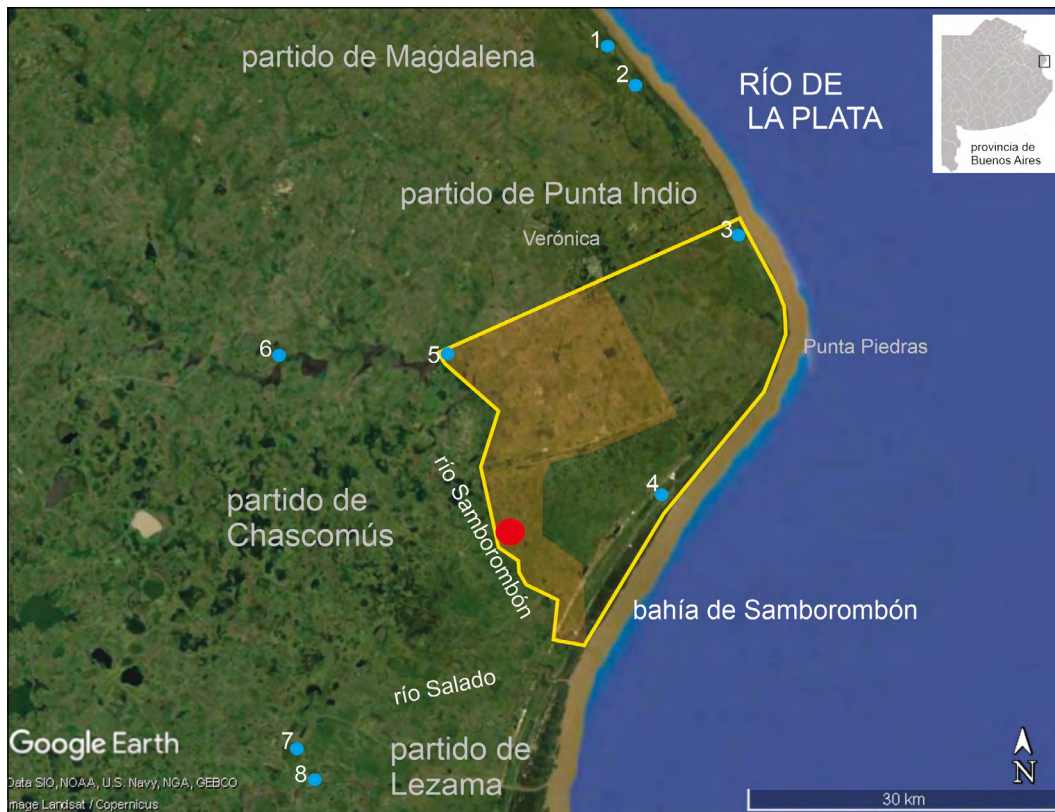 partido de Magdalena
1
2
RÍO DE
LA PLATA
provincia de
Buenos Aires
partido de Punta Indio
Verónica
3
Punta Piedras
6
5
río Samborombón
4
partido de
Chascomús
bahía de Samborombón
río Salado
7
8
partido de
Lezama
Google Earth
Data SIO,NOAA, U.S. Navy, NGA, GEBCO
Image Landsat / Copernicus
N
30 km